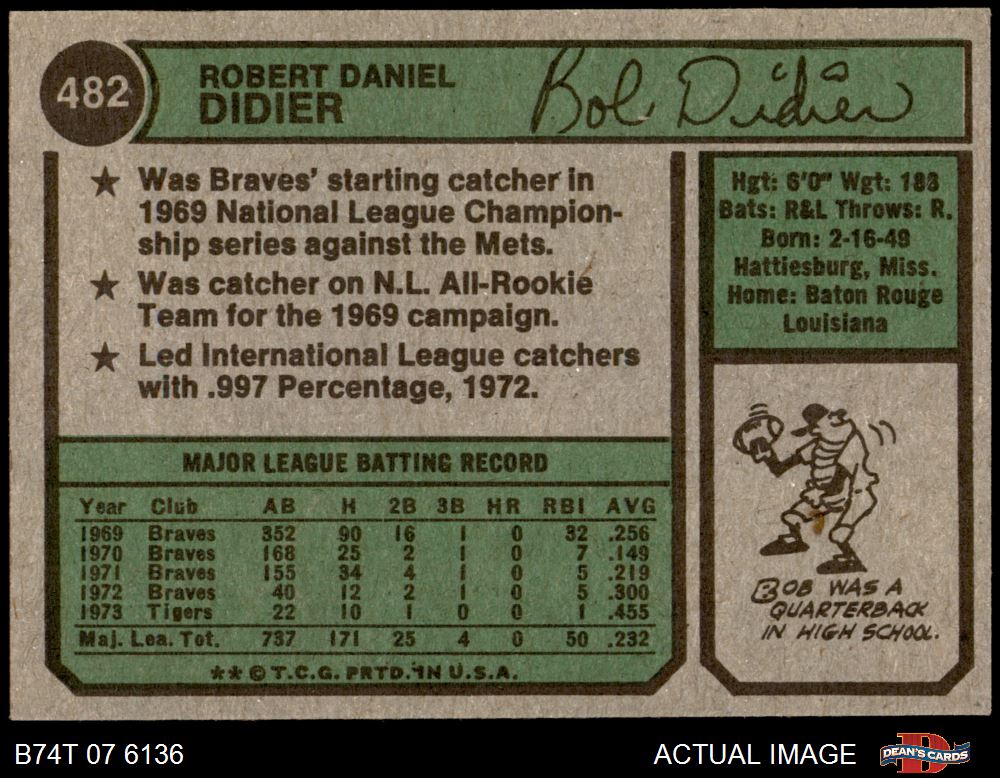 482
ROBERT DANIEL
DIDIER
Bob Didier
★ Was Braves' starting catcher in
1969 National League Champion-
ship series against the Mets.
★ Was catcher on N.L. All-Rookie
Team for the 1969 campaign.
★ Led International League catchers
with .997 Percentage, 1972.
Hgt: 6'0" Wgt: 188
Bats: R&L Throws: R.
Born: 2-16-49
Hattiesburg, Miss.
Home: Baton Rouge
Louisiana
BOB WAS A
QUARTERBACK
IN HIGH SCHOOL.
MAJOR LEAGUE BATTING RECORD
Year Club AB H 2B 3B HR RBI AVG
1969 Braves 352 90 16 1 0 32 .256
1970 Braves 168 25 2 1 0 7 .149
1971 Braves 155 34 4 1 0 5 .219
1972 Braves 40 12 2 1 0 5 .300
1973 Tigers 22 10 1 0 0 1 .455
Maj. Lea. Tot. 737 171 25 4 0 50 .232
** © T.C.G. PRTD. IN U.S.A.
B74T 07 6136
ACTUAL IMAGE
DEAN'S CARDS